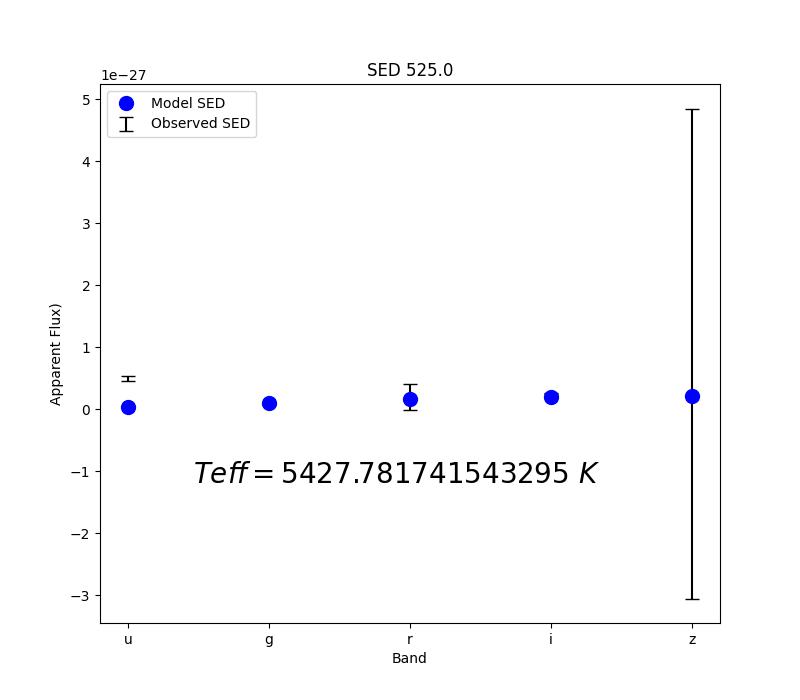 SED 525.0
1e−27
Model SED
Observed SED
5
4
3
2
1
0
−1
−2
−3
Apparent Flux)
Teff = 5427.781741543295 K
u g r i z
Band